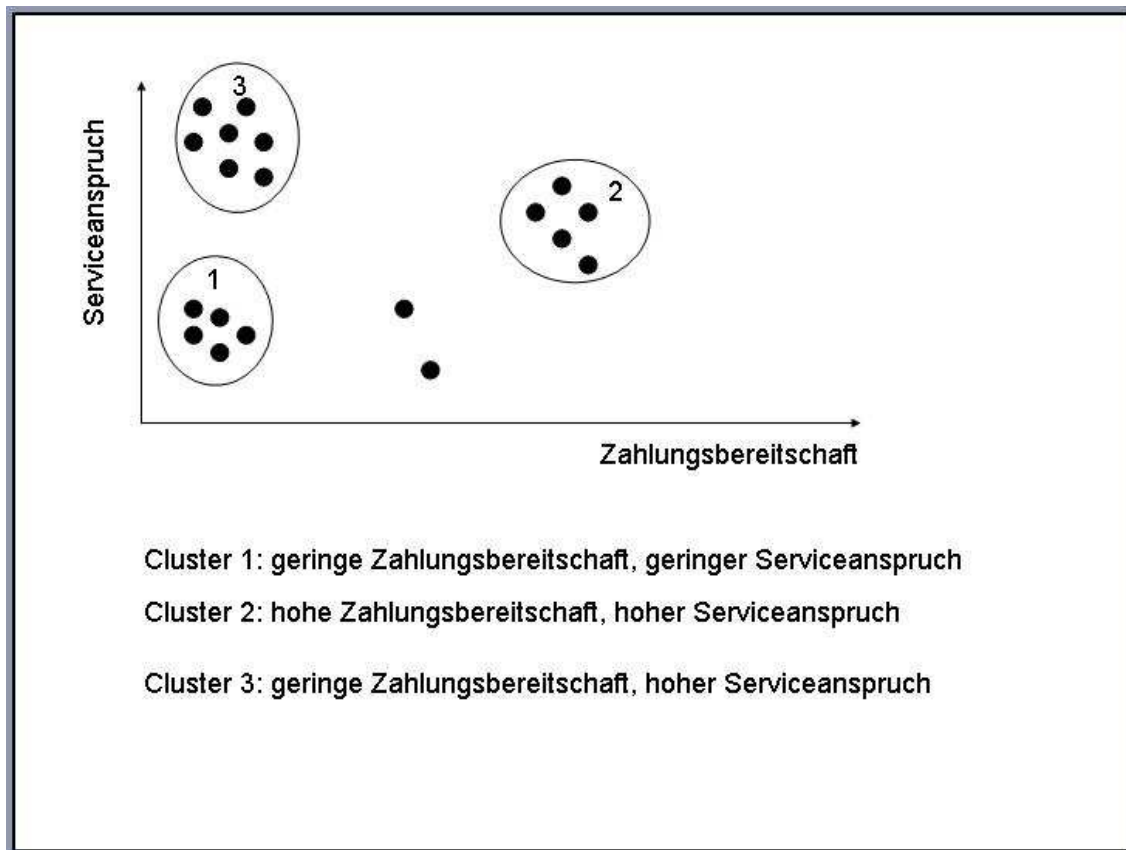 3
2
Serviceanspruch
1
Zahlungsbereitschaft
Cluster 1: geringe Zahlungsbereitschaft, geringer Serviceanspruch
Cluster 2: hohe Zahlungsbereitschaft, hoher Serviceanspruch
Cluster 3: geringe Zahlungsbereitschaft, hoher Serviceanspruch